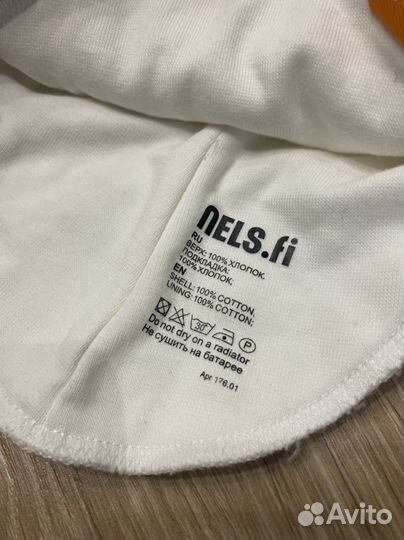 NELS.fi
RU
ВЕРХ: 100% ХЛОПОК.
ПОДКЛАДКА:
100% ХЛОПОК;
EN
SHELL: 100% COTTON,
LINING: 100% COTTON;
30° P
Do not dry on a radiator
Не сушить на батарее
Арт 176.01
Avito